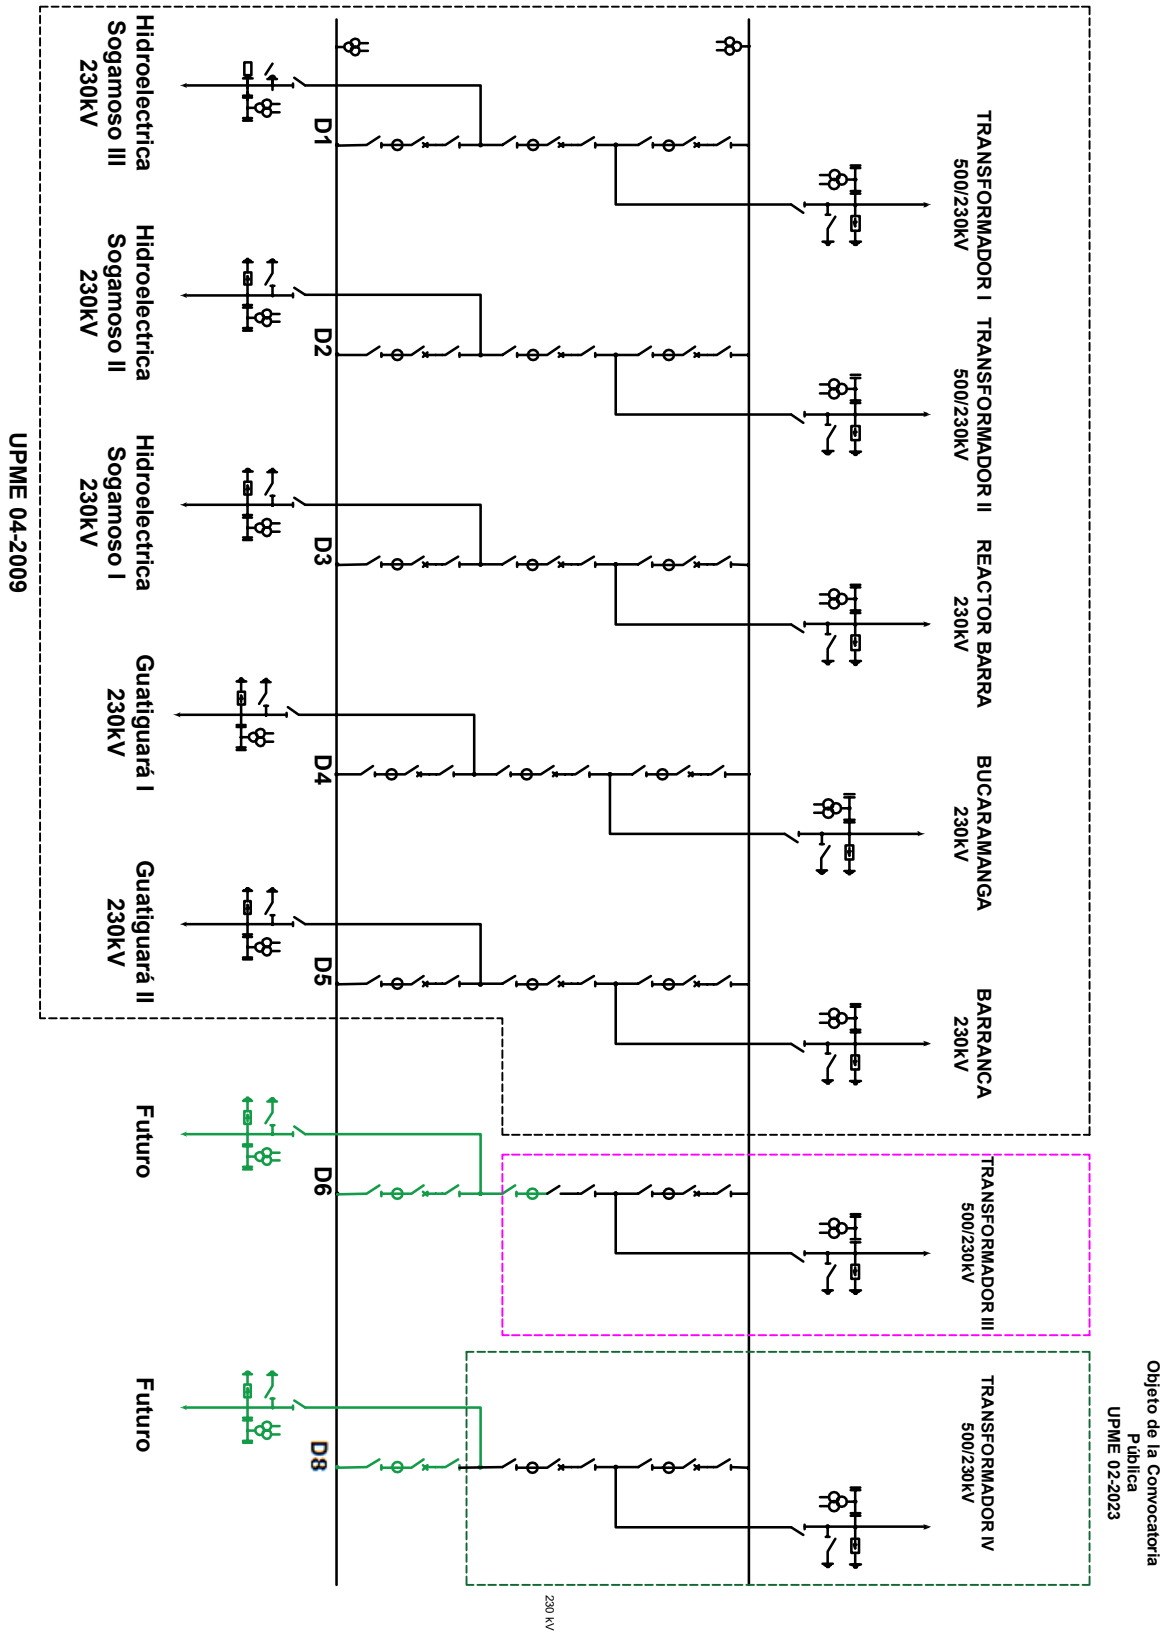 Hidroelectrica
Sogamoso III
230kV
Hidroelectrica
Sogamoso II
230kV
Hidroelectrica
Sogamoso I
230kV
Guatiguará I
230kV
Guatiguará II
230kV
Futuro
Futuro
UPME 04-2009
D1
D2
D3
D4
D5
D6
D8
TRANSFORMADOR I
500/230kV
TRANSFORMADOR II
500/230kV
REACTOR BARRA
230kV
BUCARAMANGA
230kV
BARRANCA
230kV
TRANSFORMADOR III
500/230kV
TRANSFORMADOR IV
500/230kV
Objeto de la Convocatoria
Pública
UPME 02-2023
230 kV